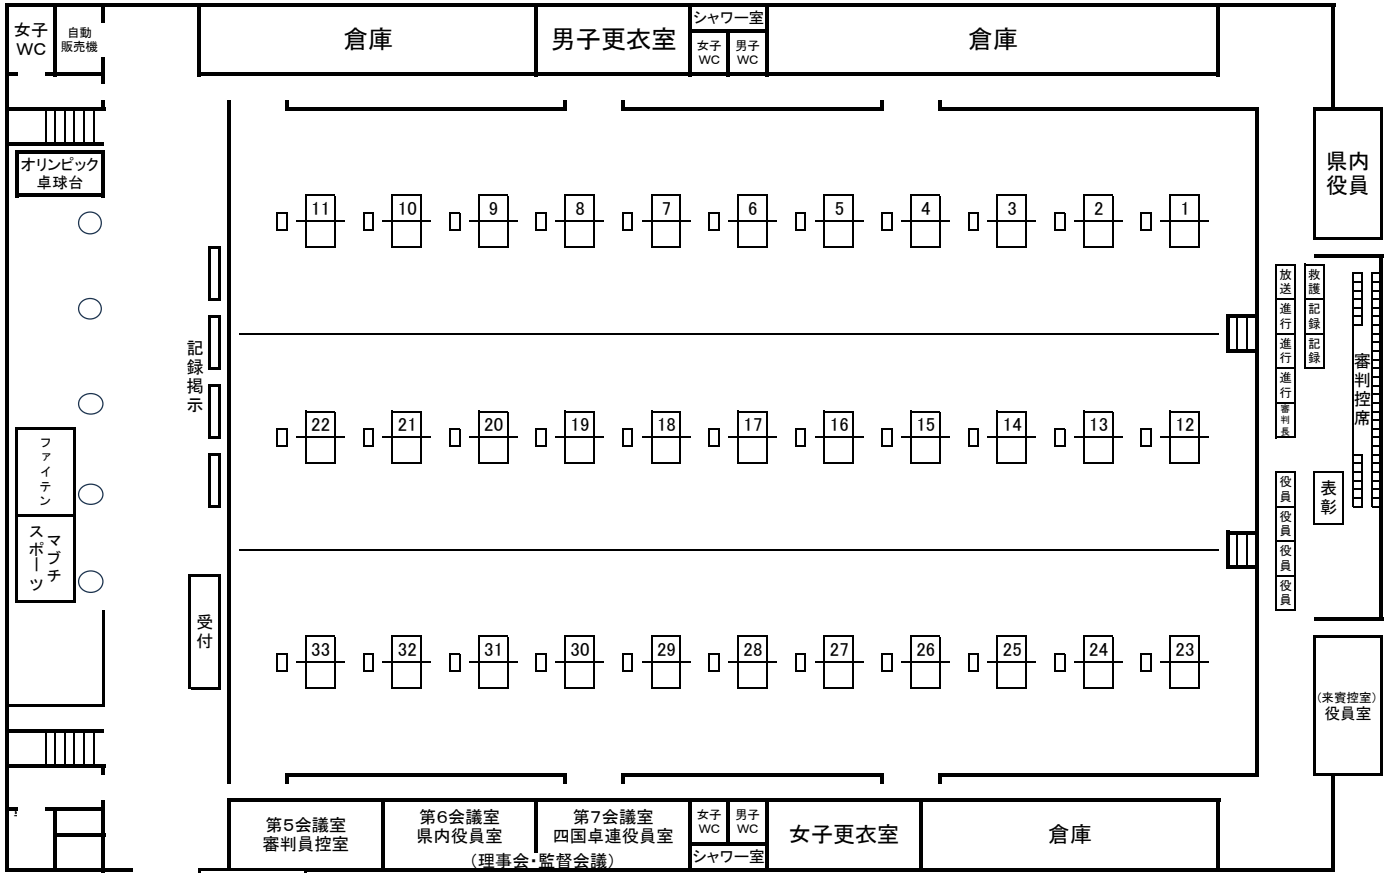 女子
WC
自動
販売機
倉庫
男子更衣室
シャワー室
女子
WC
男子
WC
倉庫
オリンピック
卓球台
県内
役員
11
10
9
8
7
6
5
4
3
2
1
放送
進行
進行
進行
審判長
救護
記録
記録
審判控席
記録掲示
22
21
20
19
18
17
16
15
14
13
12
ファイテン
マブチ
スポーツ
役員
役員
役員
役員
表彰
受付
33
32
31
30
29
28
27
26
25
24
23
(来賓控室)
役員室
第5会議室
審判員控室
第6会議室
県内役員室
第7会議室
四国卓連役員室
(理事会・監督会議)
女子
WC
男子
WC
シャワー室
女子更衣室
倉庫